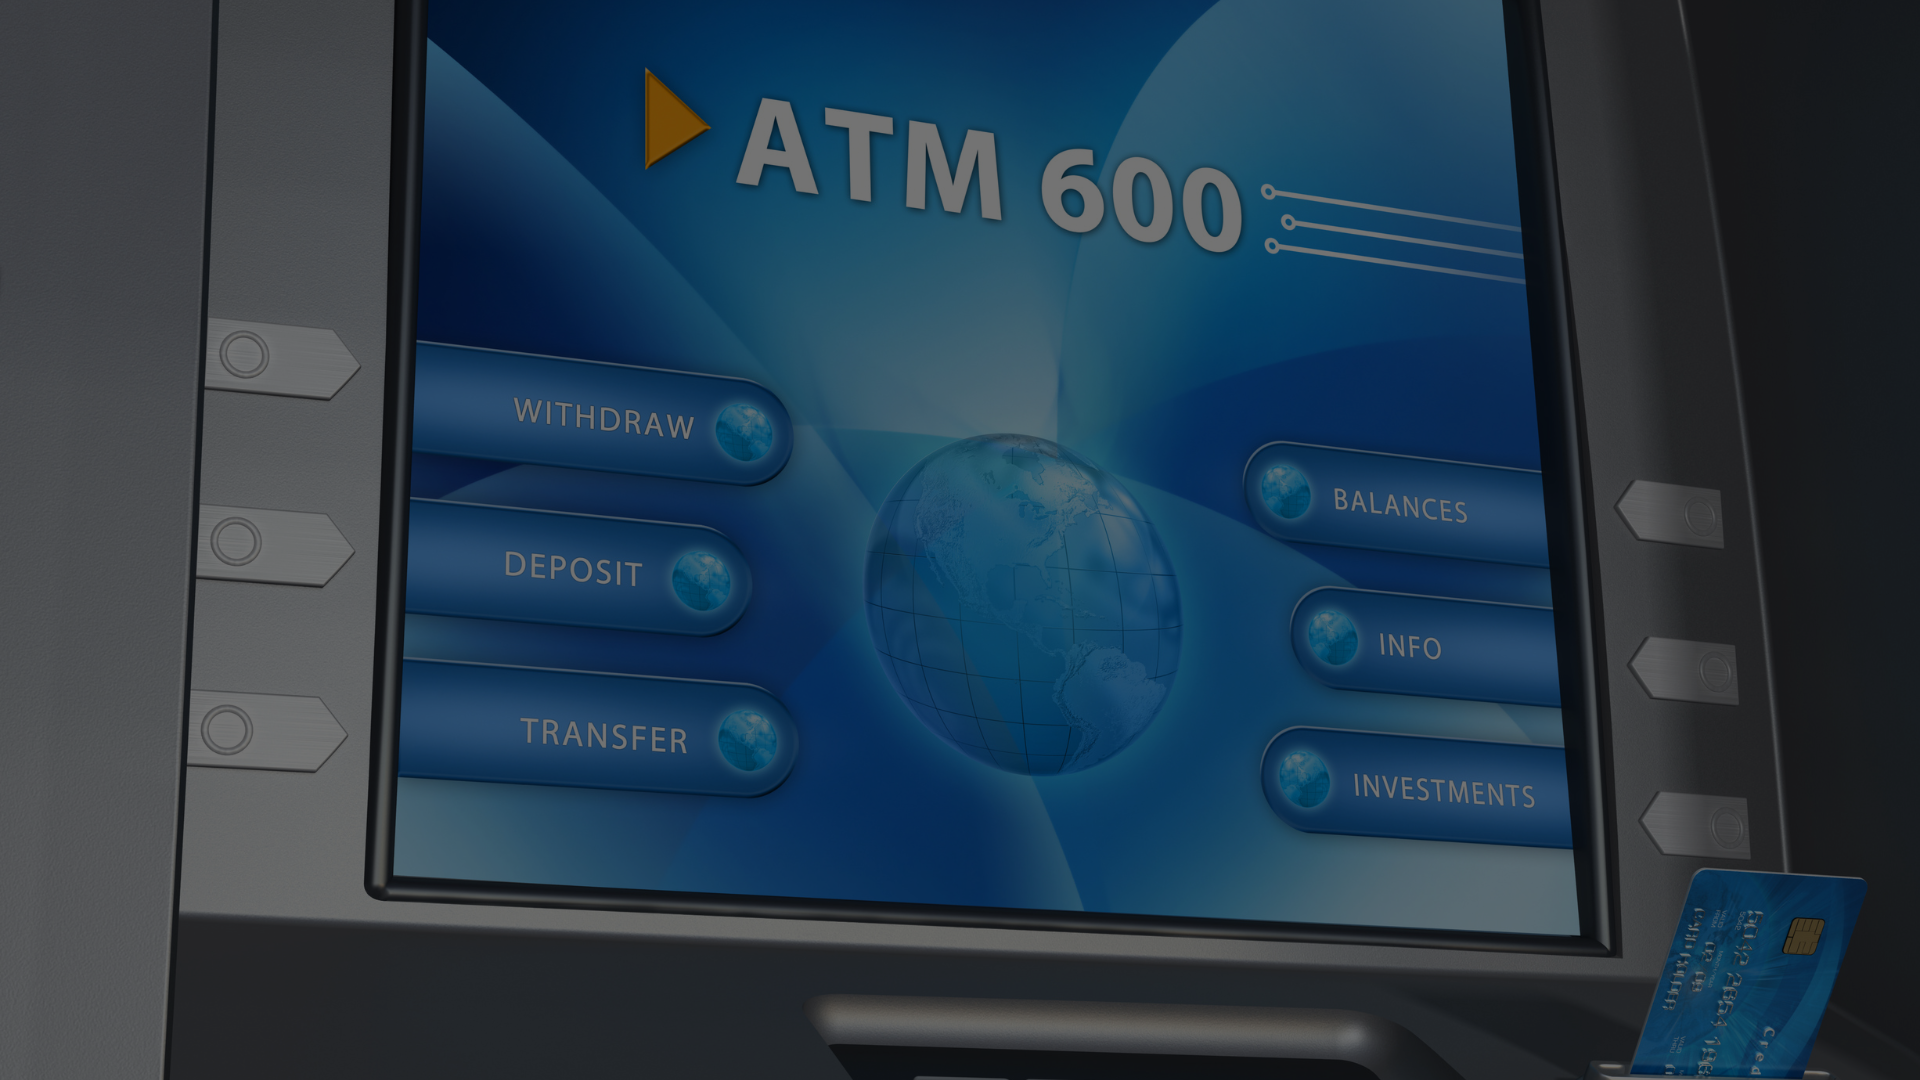 ATM 600
WITHDRAW
DEPOSIT
TRANSFER
BALANCES
INFO
INVESTMENTS